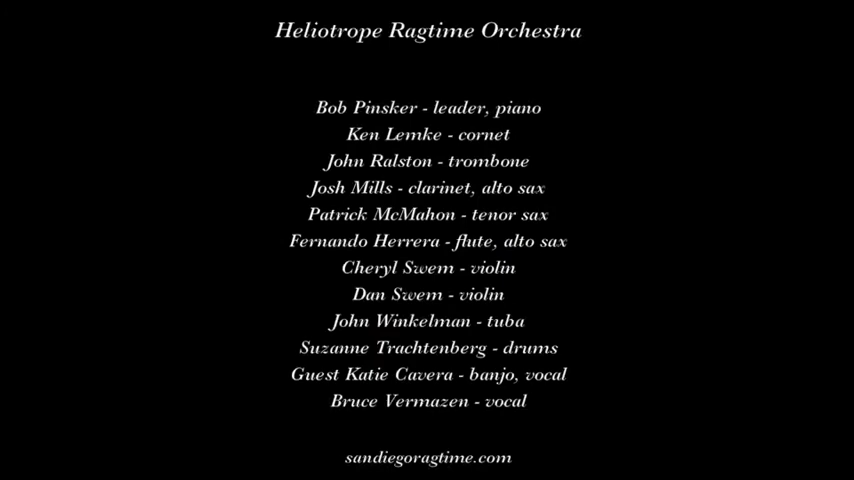 Heliotrope Ragtime Orchestra
Bob Pinsker - leader, piano
Ken Lemke - cornet
John Ralston - trombone
Josh Mills - clarinet, alto sax
Patrick McMahon - tenor sax
Fernando Herrera - flute, alto sax
Cheryl Swem - violin
Dan Swem - violin
John Winkelman - tuba
Suzanne Trachtenberg - drums
Guest Katie Cavera - banjo, vocal
Bruce Vermazen - vocal
sandiegoragtime.com